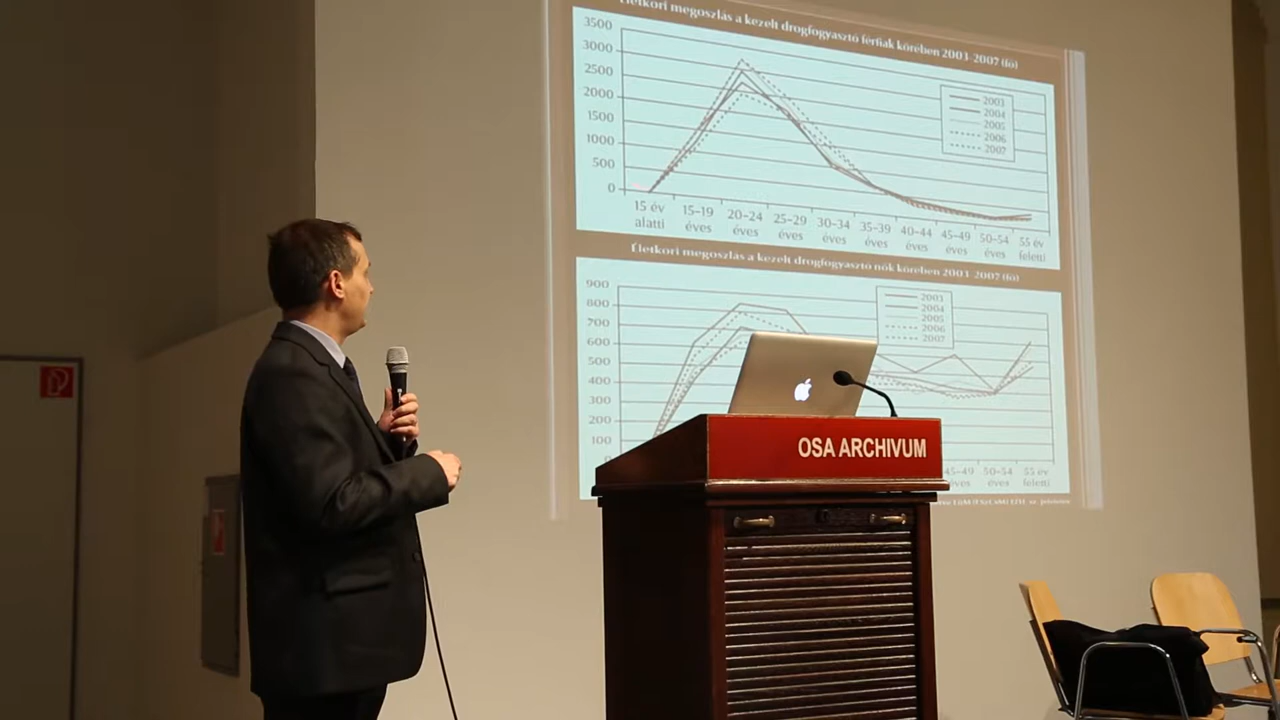 Életkori megoszlás a kezelt drogfogyasztó férfiak körében 2003–2007 (fő)
3500
3000
2500
2000
1500
1000
500
0
2003
2004
2005
2006
2007
15 év alatti
15–19 éves
20–24 éves
25–29 éves
30–34 éves
35–39 éves
40–44 éves
45–49 éves
50–54 éves
55 év feletti
Életkori megoszlás a kezelt drogfogyasztó nők körében 2003–2007 (fő)
900
800
700
600
500
400
300
200
100
0
2003
2004
2005
2006
2007
45–49 éves
50–54 éves
55 év feletti
OSA ARCHIVUM